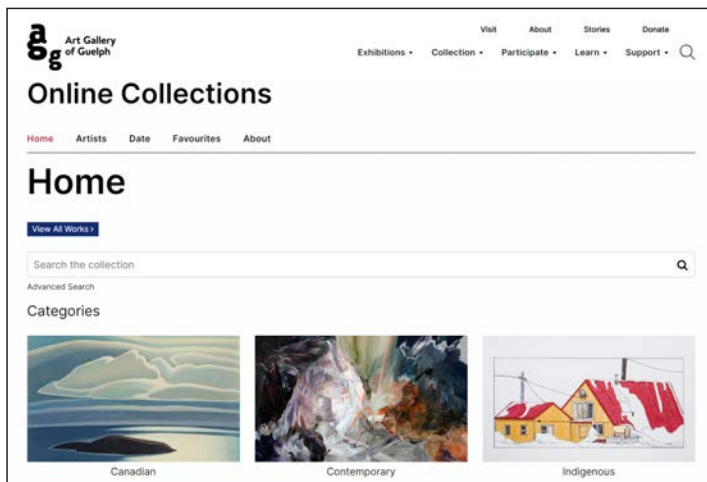 agg Art Gallery
of Guelph
Visit About Stories Donate
Exhibitions Collection Participate Learn Support
Online Collections
Home Artists Date Favourites About
Home
View All Works >
Search the collection
Advanced Search
Categories
Canadian Contemporary Indigenous